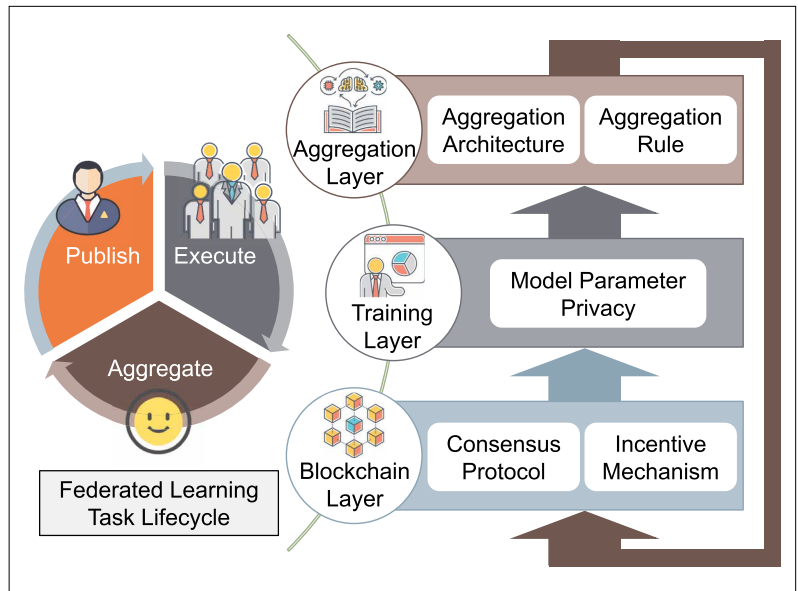 Publish
Execute
Aggregate
Federated Learning
Task Lifecycle
Aggregation
Layer
Aggregation
Architecture
Aggregation
Rule
Training
Layer
Model Parameter
Privacy
Blockchain
Layer
Consensus
Protocol
Incentive
Mechanism